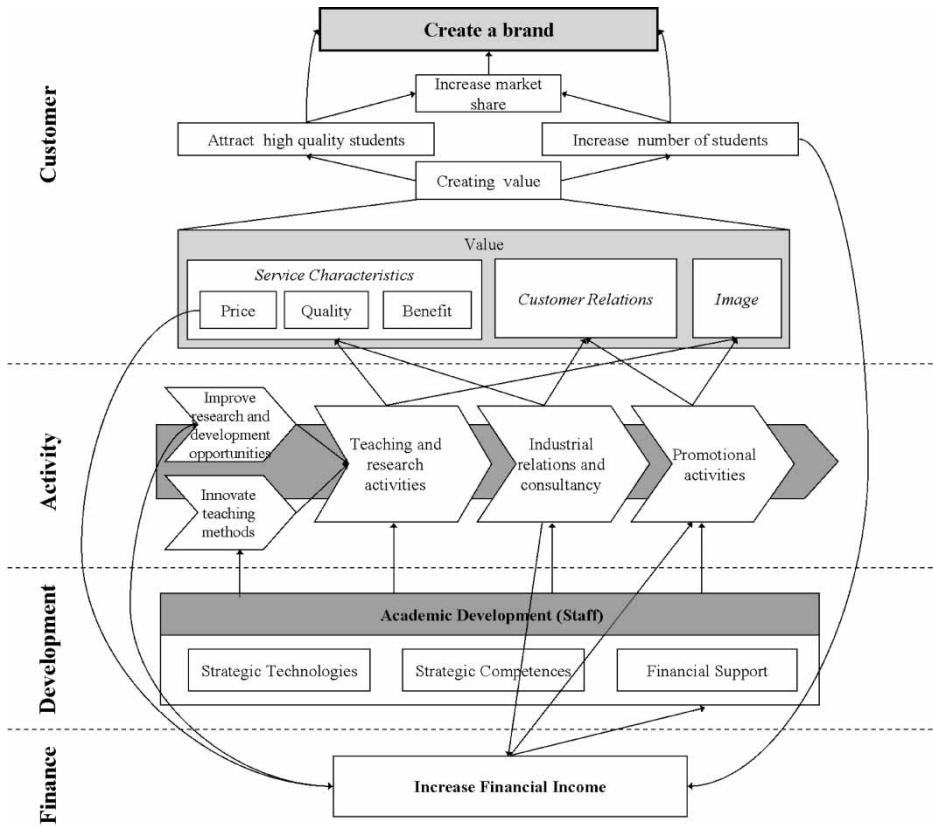 Customer
Create a brand
Increase market
share
Attract high quality students
Increase number of students
Creating value
Value
Service Characteristics
Price
Quality
Benefit
Customer Relations
Image
Activity
Improve
research and
development
opportunities
Innovate
teaching
methods
Teaching and
research
activities
Industrial
relations and
consultancy
Promotional
activities
Development
Academic Development (Staff)
Strategic Technologies
Strategic Competences
Financial Support
Finance
Increase Financial Income